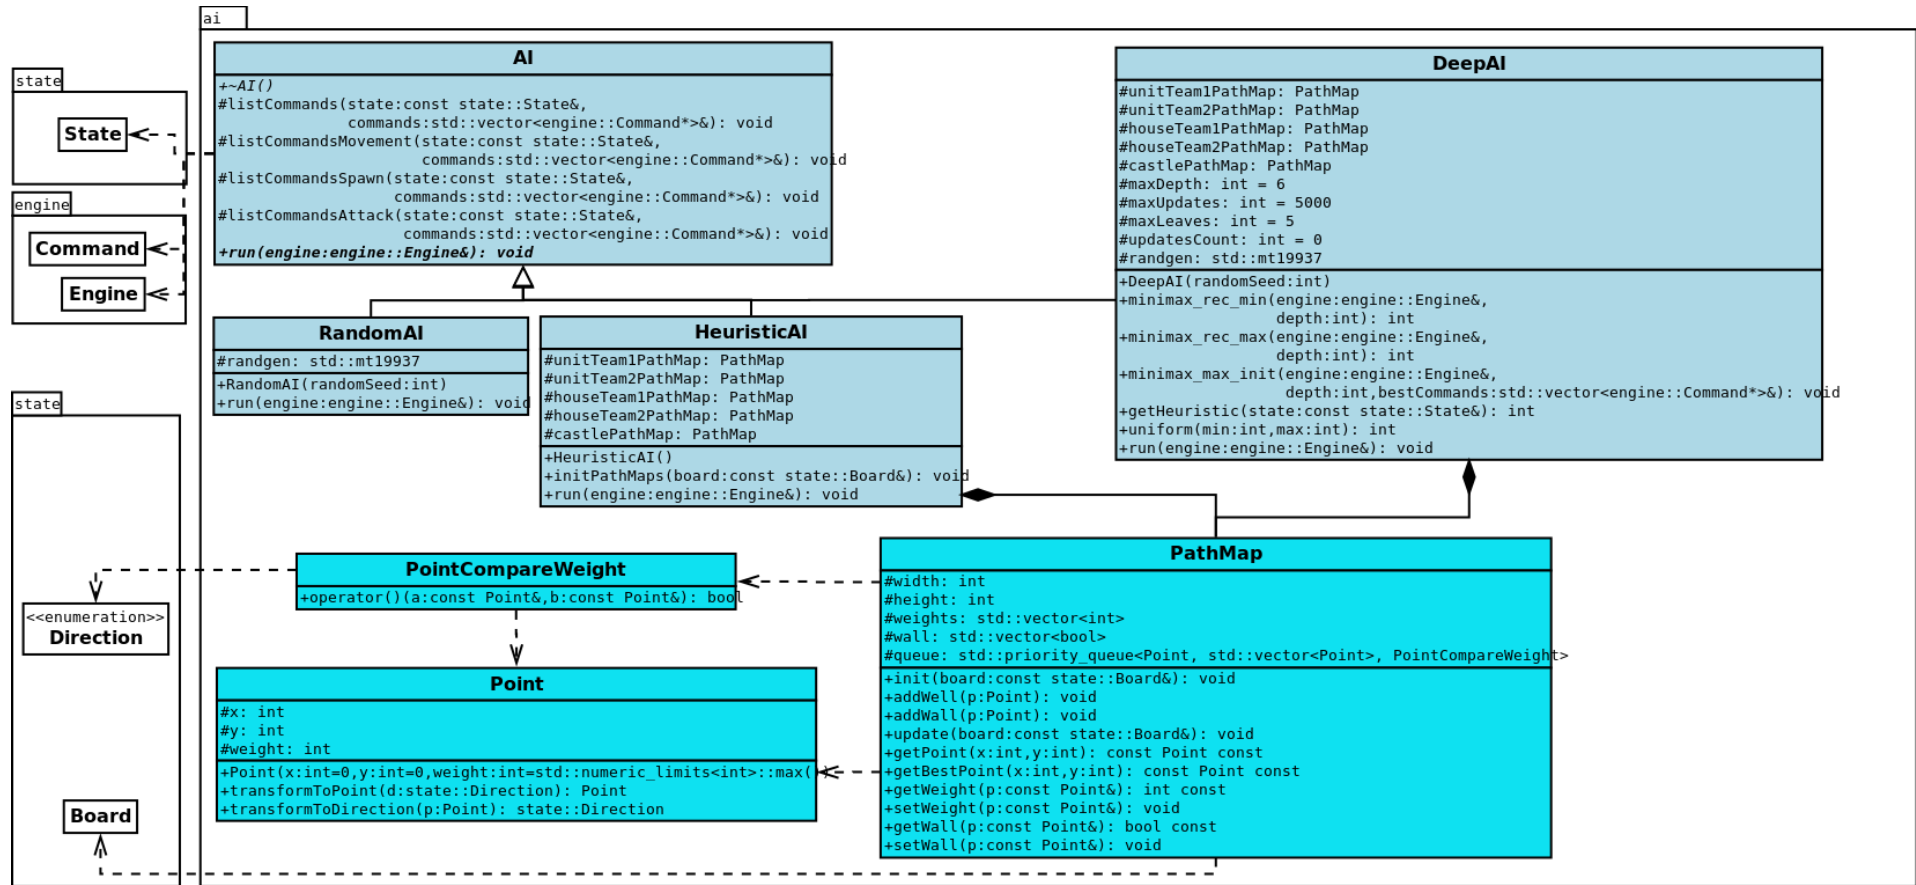 ai
state
State
engine
Command
Engine
AI
+~AI()
#listCommands(state:const state::State&,
commands:std::vector<engine::Command*>&): void
#listCommandsMovement(state:const state::State&,
commands:std::vector<engine::Command*>&): void
#listCommandsSpawn(state:const state::State&,
commands:std::vector<engine::Command*>&): void
#listCommandsAttack(state:const state::State&,
commands:std::vector<engine::Command*>&): void
+run(engine:engine::Engine&): void
DeepAI
#unitTeam1PathMap: PathMap
#unitTeam2PathMap: PathMap
#houseTeam1PathMap: PathMap
#houseTeam2PathMap: PathMap
#castlePathMap: PathMap
#maxDepth: int = 6
#maxUpdates: int = 5000
#maxLeaves: int = 5
#updatesCount: int = 0
#randgen: std::mt19937
+DeepAI(randomSeed:int)
+minimax_rec_min(engine:engine::Engine&,
depth:int): int
+minimax_rec_max(engine:engine::Engine&,
depth:int): int
+minimax_max_init(engine:engine::Engine&,
depth:int,bestCommands:std::vector<engine::Command*>&): void
+getHeuristic(state:const state::State&): int
+uniform(min:int,max:int): int
+run(engine:engine::Engine&): void
RandomAI
#randgen: std::mt19937
+RandomAI(randomSeed:int)
+run(engine:engine::Engine&): void
HeuristicAI
#unitTeam1PathMap: PathMap
#unitTeam2PathMap: PathMap
#houseTeam1PathMap: PathMap
#houseTeam2PathMap: PathMap
#castlePathMap: PathMap
+HeuristicAI()
+initPathMaps(board:const state::Board&): void
+run(engine:engine::Engine&): void
state
<<enumeration>>
Direction
Board
PointCompareWeight
+operator()(a:const Point&,b:const Point&): bool
Point
#x: int
#y: int
#weight: int
+Point(x:int=0,y:int=0,weight:int=std::numeric_limits<int>::max()
+transformToPoint(d:state::Direction): Point
+transformToDirection(p:Point): state::Direction
PathMap
#width: int
#height: int
#weights: std::vector<int>
#wall: std::vector<bool>
#queue: std::priority_queue<Point, std::vector<Point>, PointCompareWeight>
+init(board:const state::Board&): void
+addWell(p:Point): void
+addWall(p:Point): void
+update(board:const state::Board&): void
+getPoint(x:int,y:int): const Point const
+getBestPoint(x:int,y:int): const Point const
+getWeight(p:const Point&): int const
+setWeight(p:const Point&): void
+getWall(p:const Point&): bool const
+setWall(p:const Point&): void